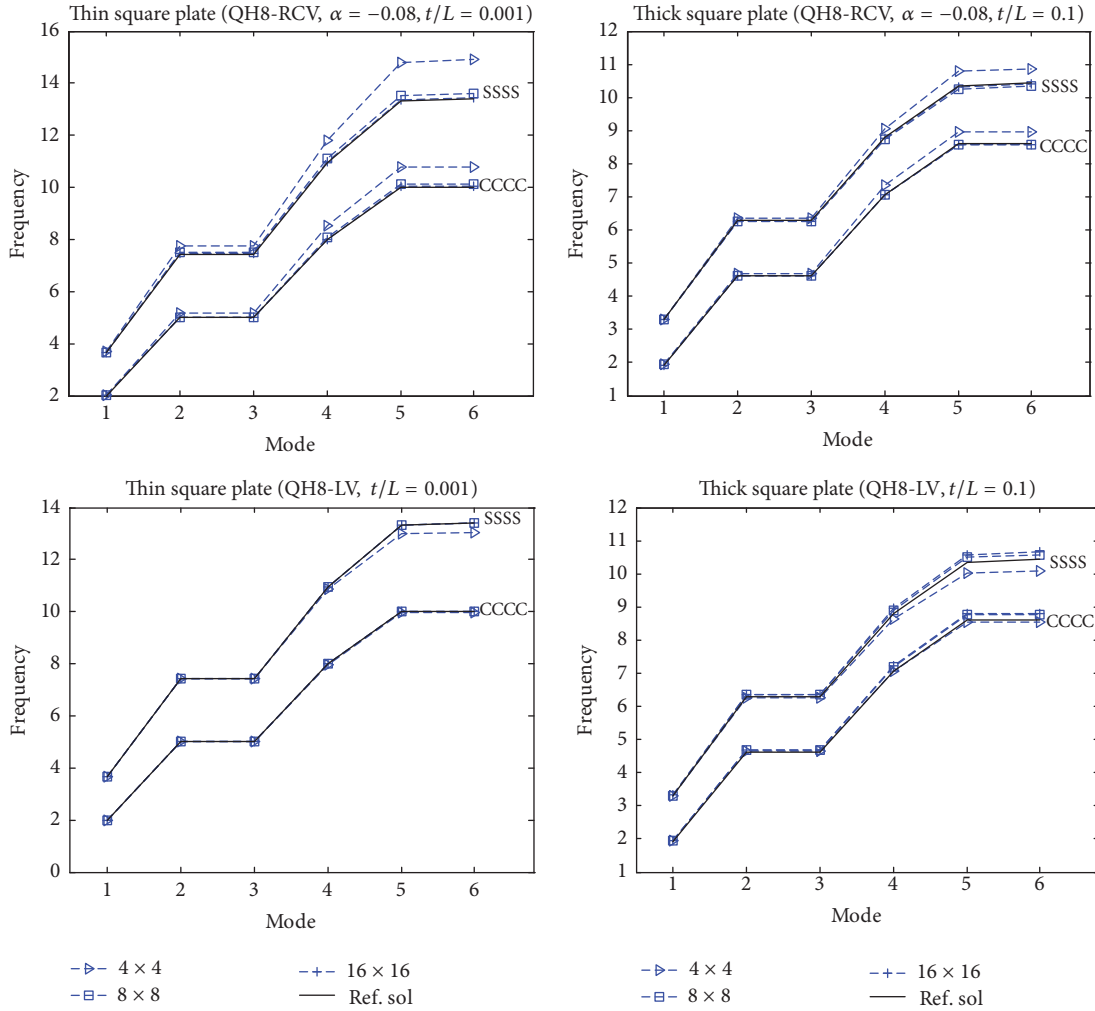 Thin square plate (QH8-RCV, α = −0.08, t/L = 0.001)
16
14
12
10
8
6
4
2
Frequency
SSSS
CCCC
1 2 3 4 5 6
Mode
Thick square plate (QH8-RCV, α = −0.08, t/L = 0.1)
12
11
10
9
8
7
6
5
4
3
2
1
Frequency
SSSS
CCCC
1 2 3 4 5 6
Mode
Thin square plate (QH8-LV, t/L = 0.001)
14
12
10
8
6
4
2
0
Frequency
SSSS
CCCC
1 2 3 4 5 6
Mode
Thick square plate (QH8-LV, t/L = 0.1)
12
11
10
9
8
7
6
5
4
3
2
1
Frequency
SSSS
CCCC
1 2 3 4 5 6
Mode
4 × 4
8 × 8
16 × 16
Ref. sol
4 × 4
8 × 8
16 × 16
Ref. sol